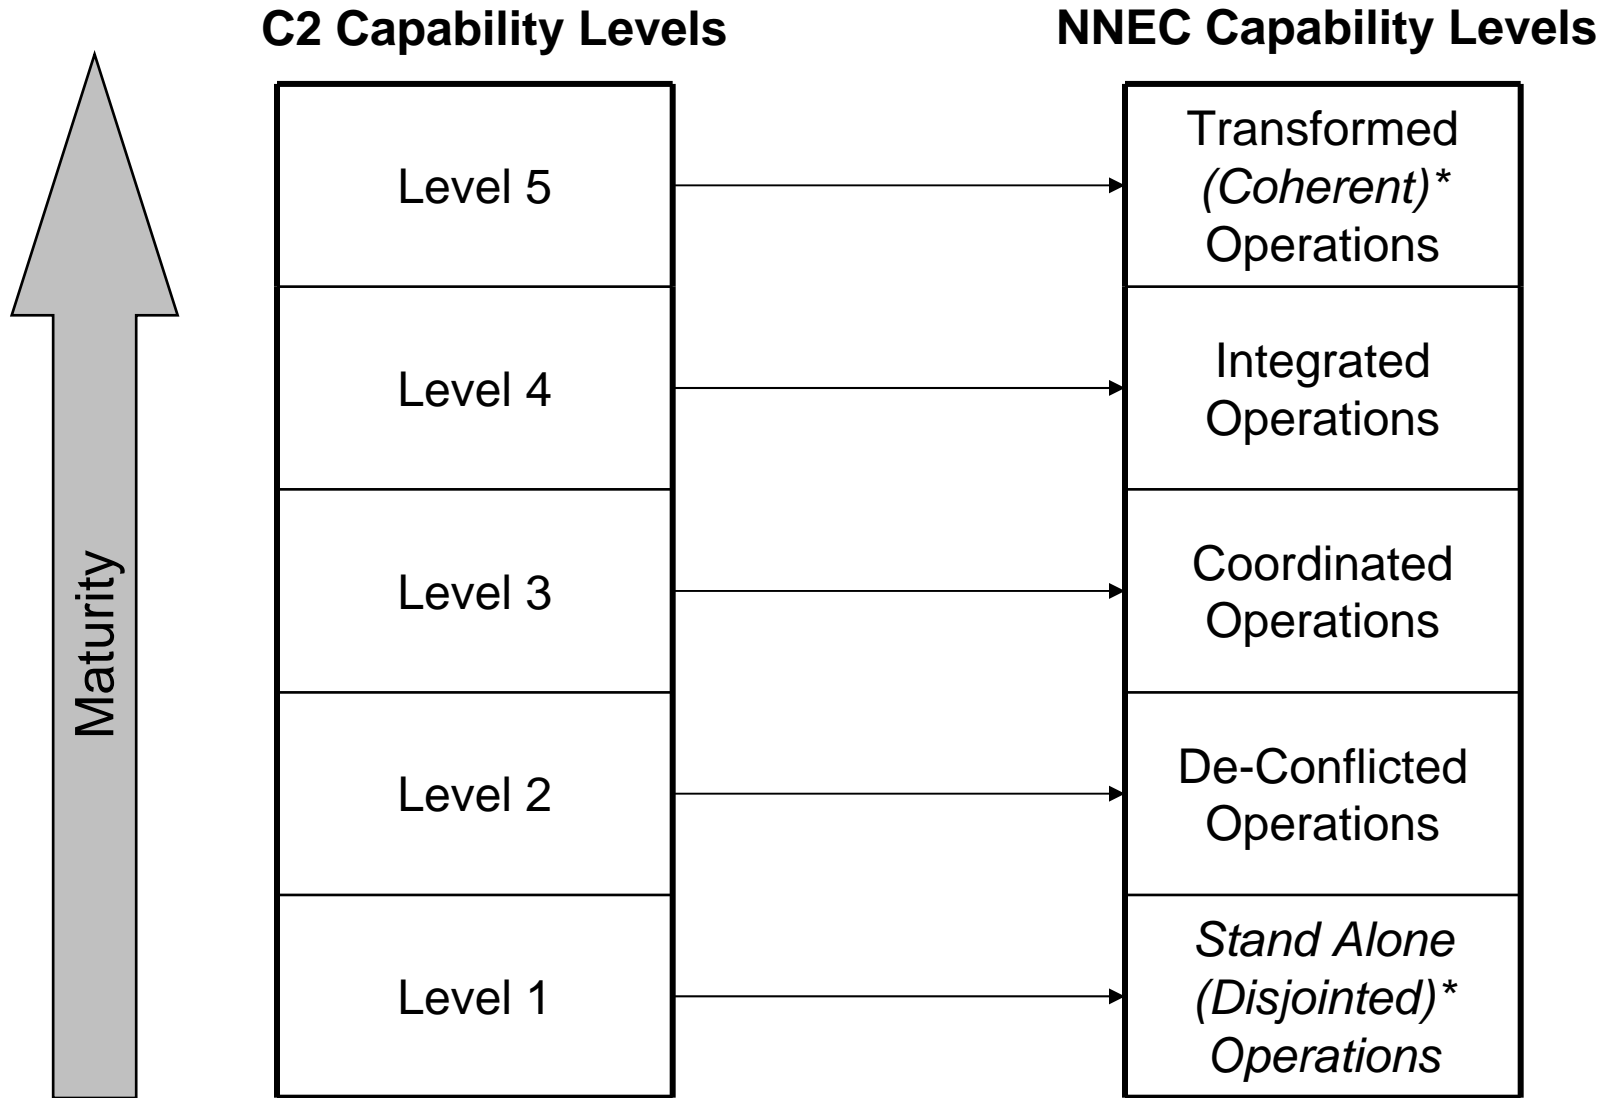 C2 Capability Levels
NNEC Capability Levels
Maturity
Level 5
Transformed
(Coherent)*
Operations
Level 4
Integrated
Operations
Level 3
Coordinated
Operations
Level 2
De-Conflicted
Operations
Level 1
Stand Alone
(Disjointed)*
Operations